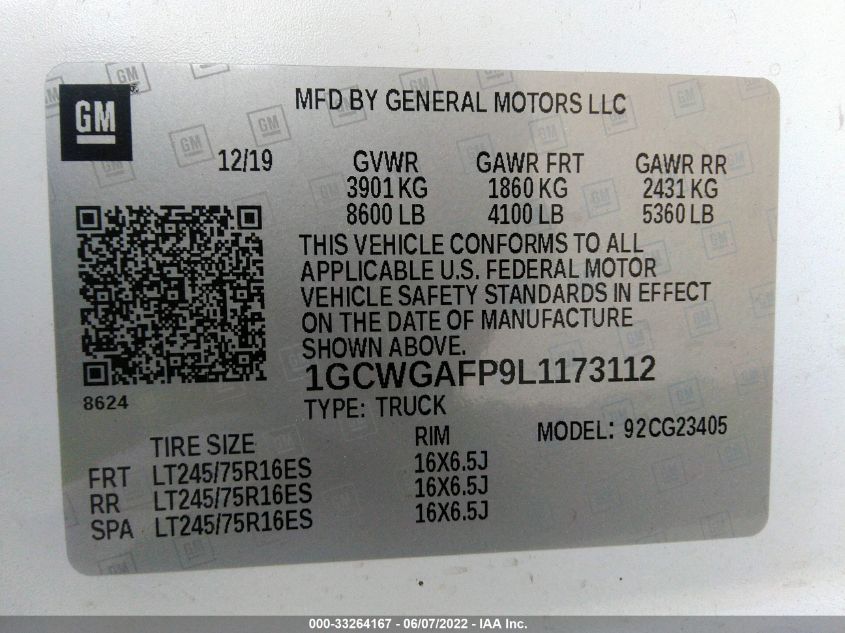 GM
MFD BY GENERAL MOTORS LLC
12/19 GVWR GAWR FRT GAWR RR
3901 KG 1860 KG 2431 KG
8600 LB 4100 LB 5360 LB
THIS VEHICLE CONFORMS TO ALL
APPLICABLE U.S. FEDERAL MOTOR
VEHICLE SAFETY STANDARDS IN EFFECT
ON THE DATE OF MANUFACTURE
SHOWN ABOVE.
1GCWGAFP9L1173112
8624
TYPE: TRUCK MODEL: 92CG23405
TIRE SIZE RIM
FRT LT245/75R16ES 16X6.5J
RR LT245/75R16ES 16X6.5J
SPA LT245/75R16ES 16X6.5J
000-33264167 - 06/07/2022 - IAA Inc.